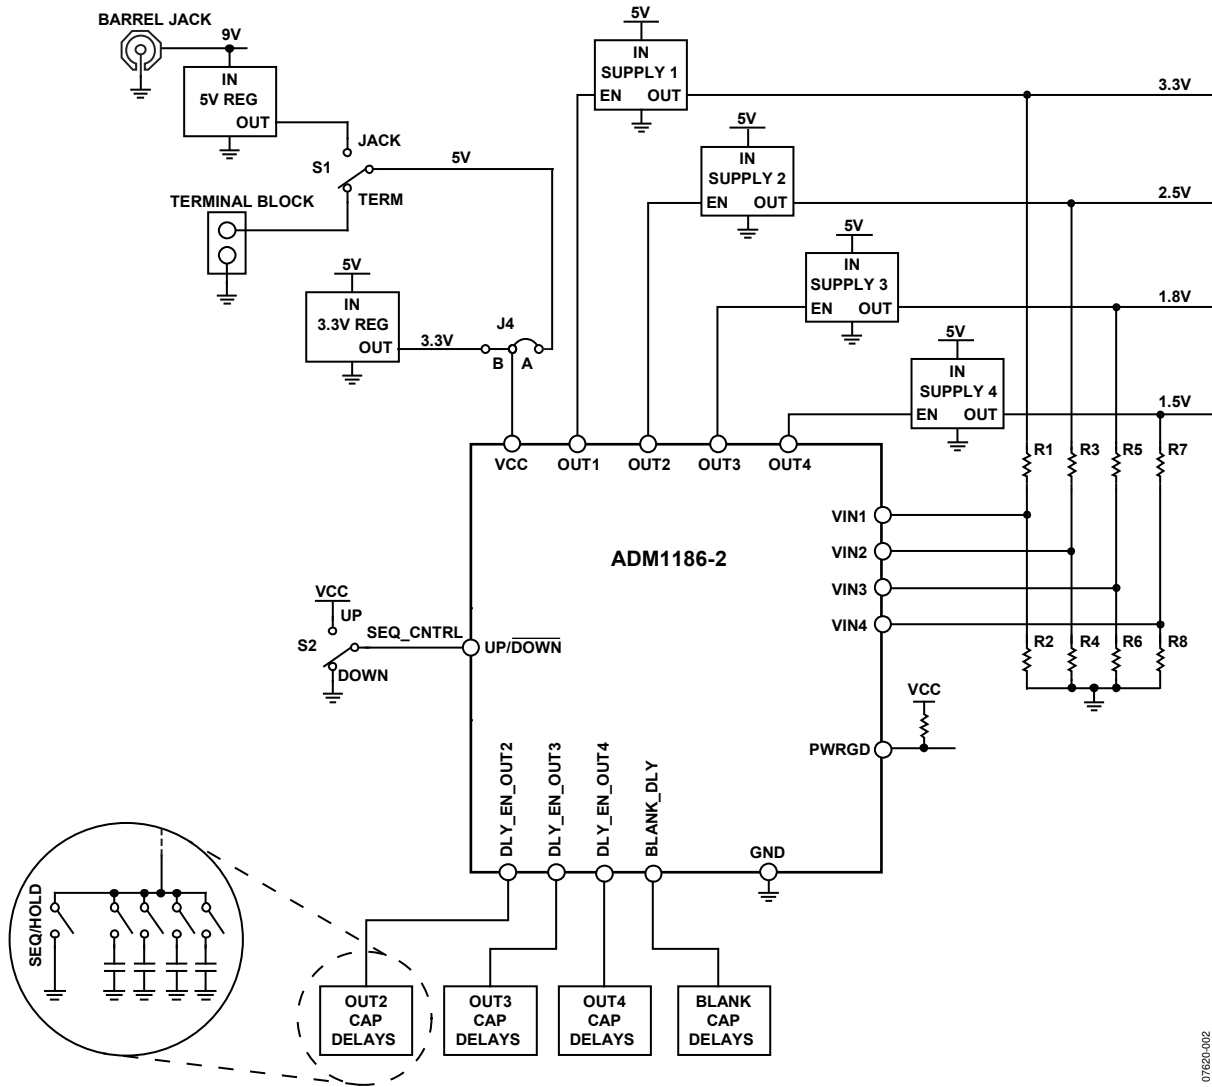 BARREL JACK
9V
IN
5V REG
OUT
JACK
S1
TERM
5V
TERMINAL BLOCK
5V
IN
3.3V REG
OUT
3.3V
J4
B
A
5V
IN
SUPPLY 1
EN OUT
3.3V
5V
IN
SUPPLY 2
EN OUT
2.5V
5V
IN
SUPPLY 3
EN OUT
1.8V
5V
IN
SUPPLY 4
EN OUT
1.5V
VCC OUT1 OUT2 OUT3 OUT4
R1 R3 R5 R7
VIN1
ADM1186-2
VIN2
VIN3
VIN4
R2 R4 R6 R8
VCC
UP
S2
SEQ_CNTRL
DOWN
UP/DOWN
VCC
PWRGD
DLY_EN_OUT2
DLY_EN_OUT3
DLY_EN_OUT4
BLANK_DLY
GND
SEQ/HOLD
OUT2
CAP
DELAYS
OUT3
CAP
DELAYS
OUT4
CAP
DELAYS
BLANK
CAP
DELAYS
07620-002